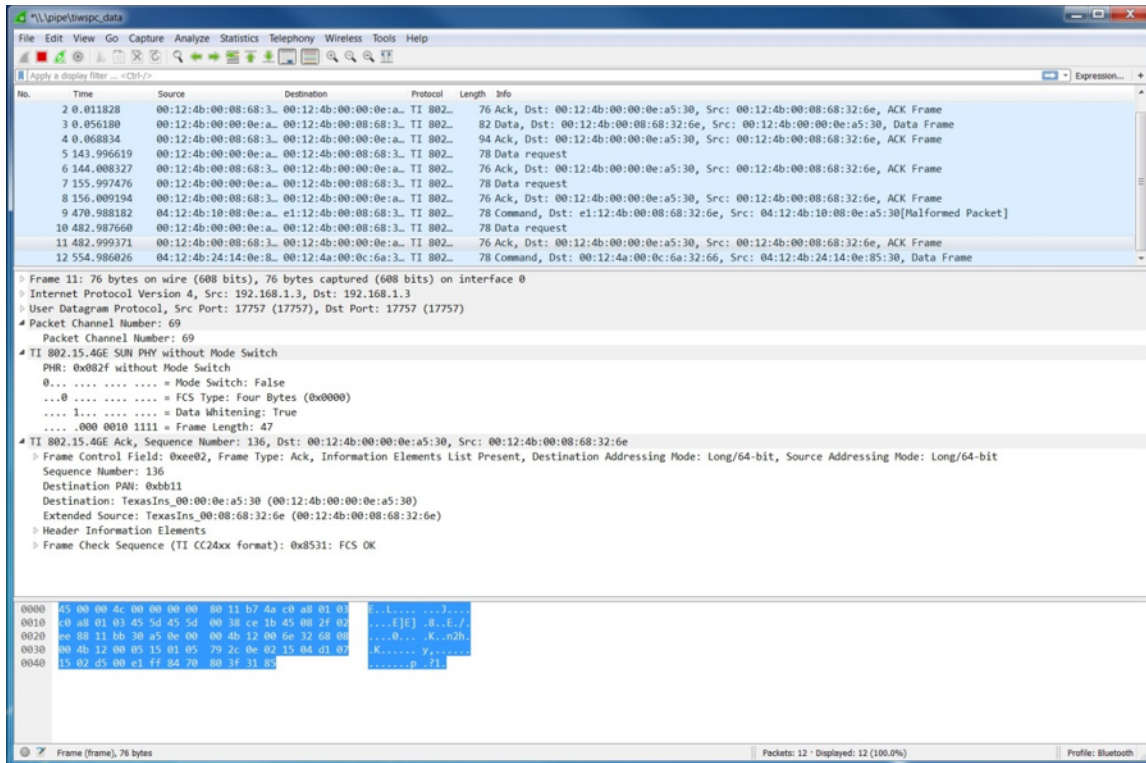 *\\.\pipe\tiwspc_data
File Edit View Go Capture Analyze Statistics Telephony Wireless Tools Help
Apply a display filter ... <Ctrl-/> Expression... +
No. Time Source Destination Protocol Length Info
2 0.011828 00:12:4b:00:08:68:3… 00:12:4b:00:00:0e:a… TI 802… 76 Ack, Dst: 00:12:4b:00:00:0e:a5:30, Src: 00:12:4b:00:08:68:32:6e, ACK Frame
3 0.056180 00:12:4b:00:08:68:3… 00:12:4b:00:00:0e:a… TI 802… 82 Data, Dst: 00:12:4b:00:00:0e:a5:30, Src: 00:12:4b:00:08:68:32:6e, Data Frame
4 0.068834 00:12:4b:00:08:68:3… 00:12:4b:00:00:0e:a… TI 802… 94 Ack, Dst: 00:12:4b:00:00:0e:a5:30, Src: 00:12:4b:00:08:68:32:6e, ACK Frame
5 143.996619 00:12:4b:00:00:0e:a… 00:12:4b:00:08:68:3… TI 802… 78 Data request
6 144.008327 00:12:4b:00:08:68:3… 00:12:4b:00:00:0e:a… TI 802… 76 Ack, Dst: 00:12:4b:00:00:0e:a5:30, Src: 00:12:4b:00:08:68:32:6e, ACK Frame
7 155.997476 00:12:4b:00:00:0e:a… 00:12:4b:00:08:68:3… TI 802… 78 Data request
8 156.009194 00:12:4b:00:08:68:3… 00:12:4b:00:00:0e:a… TI 802… 76 Ack, Dst: 00:12:4b:00:00:0e:a5:30, Src: 00:12:4b:00:08:68:32:6e, ACK Frame
9 470.988182 04:12:4b:10:08:0e:a… e1:12:4b:00:08:68:3… TI 802… 78 Command, Dst: e1:12:4b:00:08:68:32:6e, Src: 04:12:4b:10:08:0e:a5:30[Malformed Packet]
10 482.987660 00:12:4b:00:00:0e:a… 00:12:4b:00:08:68:3… TI 802… 78 Data request
11 482.999371 00:12:4b:00:08:68:3… 00:12:4b:00:00:0e:a… TI 802… 76 Ack, Dst: 00:12:4b:00:00:0e:a5:30, Src: 00:12:4b:00:08:68:32:6e, ACK Frame
12 554.986026 04:12:4b:24:14:0e:8… 00:12:4a:00:0c:6a:3… TI 802… 78 Command, Dst: 00:12:4a:00:0c:6a:32:66, Src: 04:12:4b:24:14:0e:85:30, Data Frame
Frame 11: 76 bytes on wire (608 bits), 76 bytes captured (608 bits) on interface 0
Internet Protocol Version 4, Src: 192.168.1.3, Dst: 192.168.1.3
User Datagram Protocol, Src Port: 17757 (17757), Dst Port: 17757 (17757)
Packet Channel Number: 69
Packet Channel Number: 69
TI 802.15.4GE SUN PHY without Mode Switch
PHR: 0x082f without Mode Switch
0... .... .... .... = Mode Switch: False
...0 .... .... .... = FCS Type: Four Bytes (0x0000)
.... 1... .... .... = Data Whitening: True
.... .000 0010 1111 = Frame Length: 47
TI 802.15.4GE Ack, Sequence Number: 136, Dst: 00:12:4b:00:00:0e:a5:30, Src: 00:12:4b:00:08:68:32:6e
Frame Control Field: 0xee02, Frame Type: Ack, Information Elements List Present, Destination Addressing Mode: Long/64-bit, Source Addressing Mode: Long/64-bit
Sequence Number: 136
Destination PAN: 0xbb11
Destination: TexasIns_00:00:0e:a5:30 (00:12:4b:00:00:0e:a5:30)
Extended Source: TexasIns_00:08:68:32:6e (00:12:4b:00:08:68:32:6e)
Header Information Elements
Frame Check Sequence (TI CC24xx format): 0x8531: FCS OK
0000 45 00 00 4c 00 00 00 00 80 11 b7 4a c0 a8 01 03 E..L.... ...J....
0010 c0 a8 01 03 45 5d 45 5d 00 38 ce 1b 45 08 2f 02 ....E]E] .8..E./.
0020 ee 88 11 bb 30 a5 0e 00 00 4b 12 00 6e 32 68 08 ....0... .K..n2h.
0030 00 4b 12 00 05 15 01 05 79 2c 0e 02 15 04 d1 07 .K...... y,......
0040 15 02 d5 00 e1 ff 84 70 80 3f 31 85 .......p .?1.
Frame (frame), 76 bytes Packets: 12 · Displayed: 12 (100.0%) Profile: Bluetooth